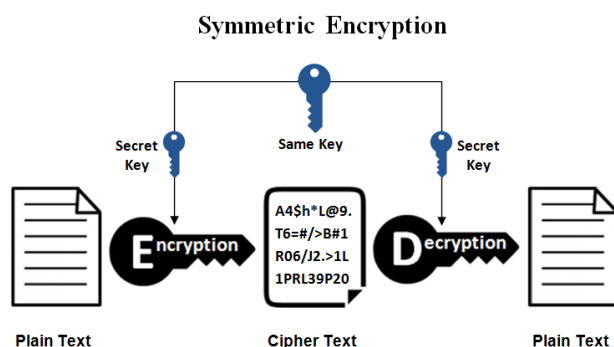 Symmetric Encryption
Secret
Key
Same Key
Secret
Key
Encryption
A4$h*L@9.
T6=#/>B#1
R06/J2.>1L
1PRL39P20
Decryption
Plain Text
Cipher Text
Plain Text